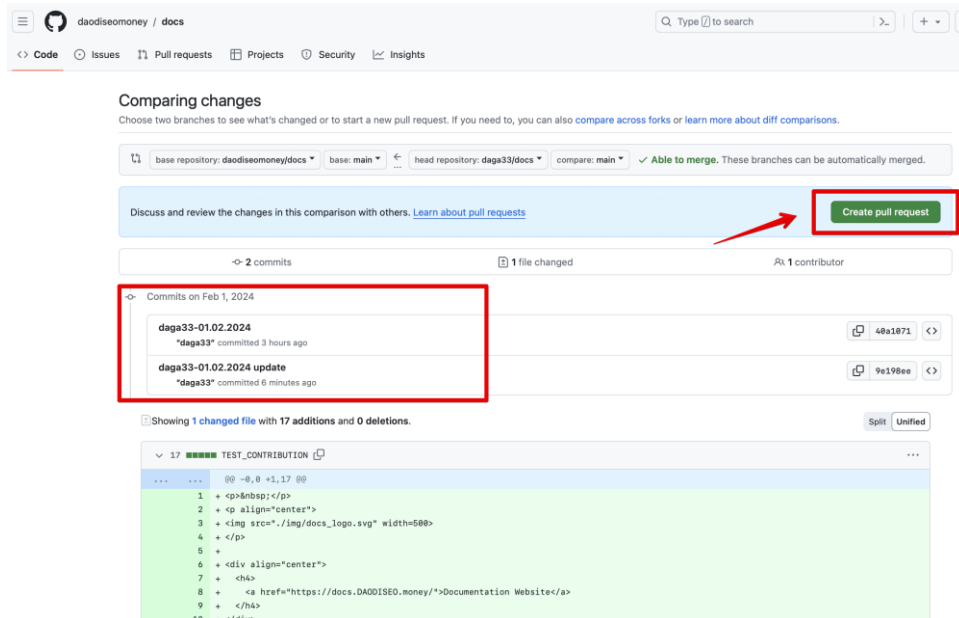 daodiseomoney / docs
Type / to search
Code Issues Pull requests Projects Security Insights
Comparing changes
Choose two branches to see what's changed or to start a new pull request. If you need to, you can also compare across forks or learn more about diff comparisons.
base repository: daodiseomoney/docs base: main head repository: daga33/docs compare: main Able to merge. These branches can be automatically merged.
Discuss and review the changes in this comparison with others. Learn about pull requests
Create pull request
2 commits 1 file changed 1 contributor
Commits on Feb 1, 2024
daga33-01.02.2024
"daga33" committed 3 hours ago
40a1071
daga33-01.02.2024 update
"daga33" committed 6 minutes ago
9e198ee
Showing 1 changed file with 17 additions and 0 deletions.
Split Unified
17 TEST_CONTRIBUTION
... ... @@ -0,0 +1,17 @@
1 + <p>&nbsp;</p>
2 + <p align="center">
3 + <img src="./img/docs_logo.svg" width=500>
4 + </p>
5 +
6 + <div align="center">
7 + <h4>
8 + <a href="https://docs.DAODISEO.money/">Documentation Website</a>
9 + </h4>